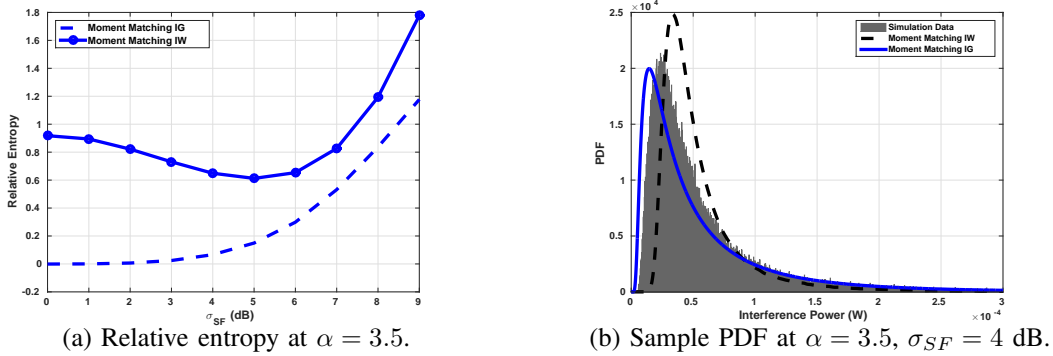 1.8
1.6
1.4
1.2
1
0.8
0.6
0.4
0.2
0
-0.2
Relative Entropy
Moment Matching IG
Moment Matching IW
0 1 2 3 4 5 6 7 8 9
σSF (dB)
(a) Relative entropy at α = 3.5.
×10⁴
2.5
2
1.5
1
0.5
0
PDF
Simulation Data
Moment Matching IW
Moment Matching IG
0 0.5 1 1.5 2 2.5 3
Interference Power (W)
×10⁻⁴
(b) Sample PDF at α = 3.5, σSF = 4 dB.